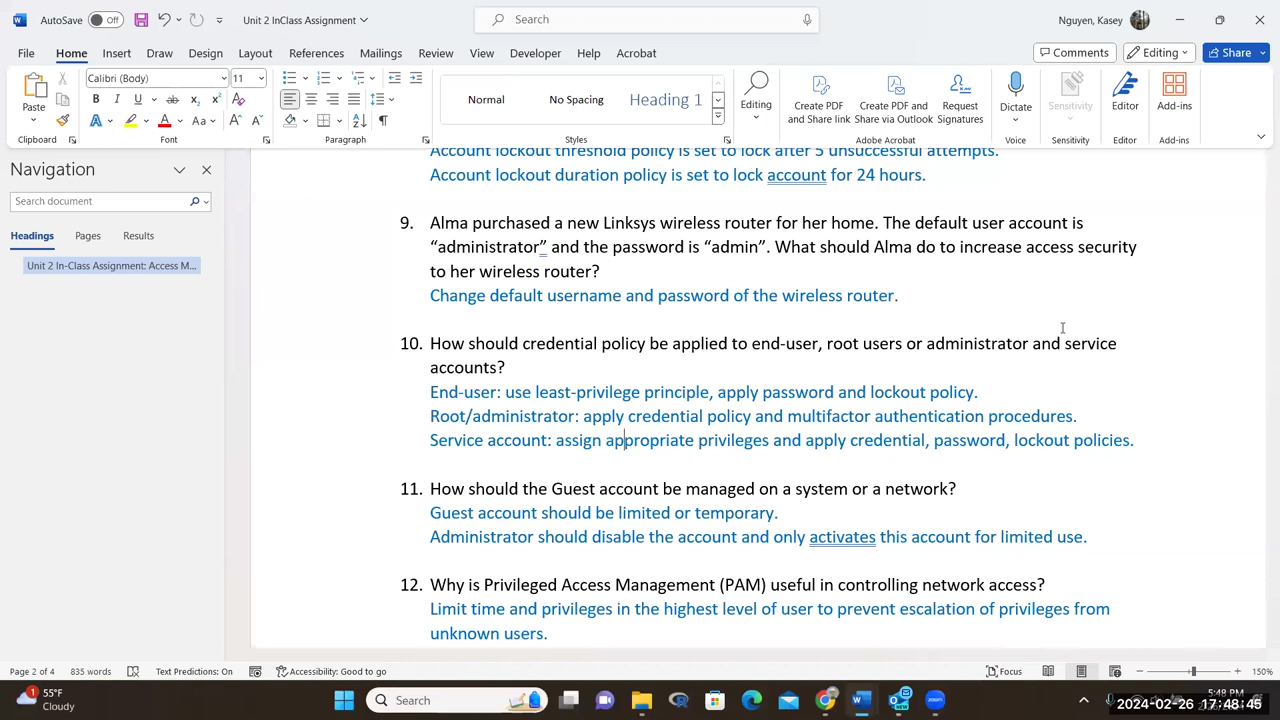 AutoSave Off Unit 2 InClass Assignment Search Nguyen, Kasey
File Home Insert Draw Design Layout References Mailings Review View Developer Help Acrobat Comments Editing Share
Calibri (Body) 11
Normal No Spacing Heading 1
Paste Editing Create PDF and Share link Create PDF and Share via Outlook Request Signatures Dictate Sensitivity Editor Add-ins
Clipboard Font Paragraph Styles Adobe Acrobat Voice Sensitivity Editor Add-ins
Navigation
Search document
Headings Pages Results
Unit 2 In-Class Assignment: Access M...
Account lockout threshold policy is set to lock after 5 unsuccessful attempts.
Account lockout duration policy is set to lock account for 24 hours.
9. Alma purchased a new Linksys wireless router for her home. The default user account is
“administrator” and the password is “admin”. What should Alma do to increase access security
to her wireless router?
Change default username and password of the wireless router.
10. How should credential policy be applied to end-user, root users or administrator and service
accounts?
End-user: use least-privilege principle, apply password and lockout policy.
Root/administrator: apply credential policy and multifactor authentication procedures.
Service account: assign appropriate privileges and apply credential, password, lockout policies.
11. How should the Guest account be managed on a system or a network?
Guest account should be limited or temporary.
Administrator should disable the account and only activates this account for limited use.
12. Why is Privileged Access Management (PAM) useful in controlling network access?
Limit time and privileges in the highest level of user to prevent escalation of privileges from
unknown users.
Page 2 of 4 835 words Text Predictions: On Accessibility: Good to go Focus 150%
1 55°F
Cloudy
Search
5:48 PM
2024-02-26 17:48:45